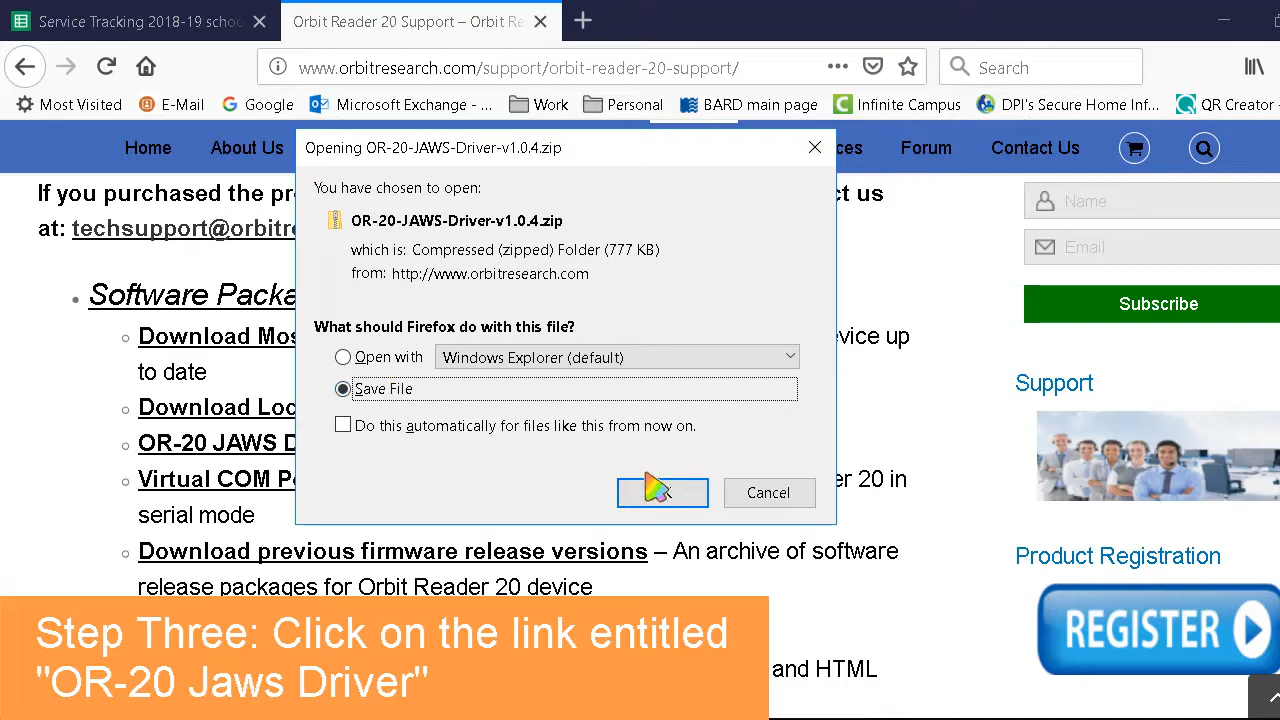 Service Tracking 2018-19 schoo
Orbit Reader 20 Support – Orbit Re
www.orbitresearch.com/support/orbit-reader-20-support/
Search
Most Visited
E-Mail
Google
Microsoft Exchange - ...
Work
Personal
BARD main page
Infinite Campus
DPI's Secure Home Inf...
QR Creator
Home
About Us
ces
Forum
Contact Us
Opening OR-20-JAWS-Driver-v1.0.4.zip
You have chosen to open:
OR-20-JAWS-Driver-v1.0.4.zip
which is: Compressed (zipped) Folder (777 KB)
from: http://www.orbitresearch.com
What should Firefox do with this file?
Open with
Windows Explorer (default)
Save File
Do this automatically for files like this from now on.
Cancel
If you purchased the pr
ct us
at: techsupport@orbitre
Software Packa
Download Mos
evice up
to date
Download Loc
OR-20 JAWS D
Virtual COM P
er 20 in
serial mode
Download previous firmware release versions – An archive of software
release packages for Orbit Reader 20 device
and HTML
Name
Email
Subscribe
Support
Product Registration
REGISTER
Step Three: Click on the link entitled
"OR-20 Jaws Driver"